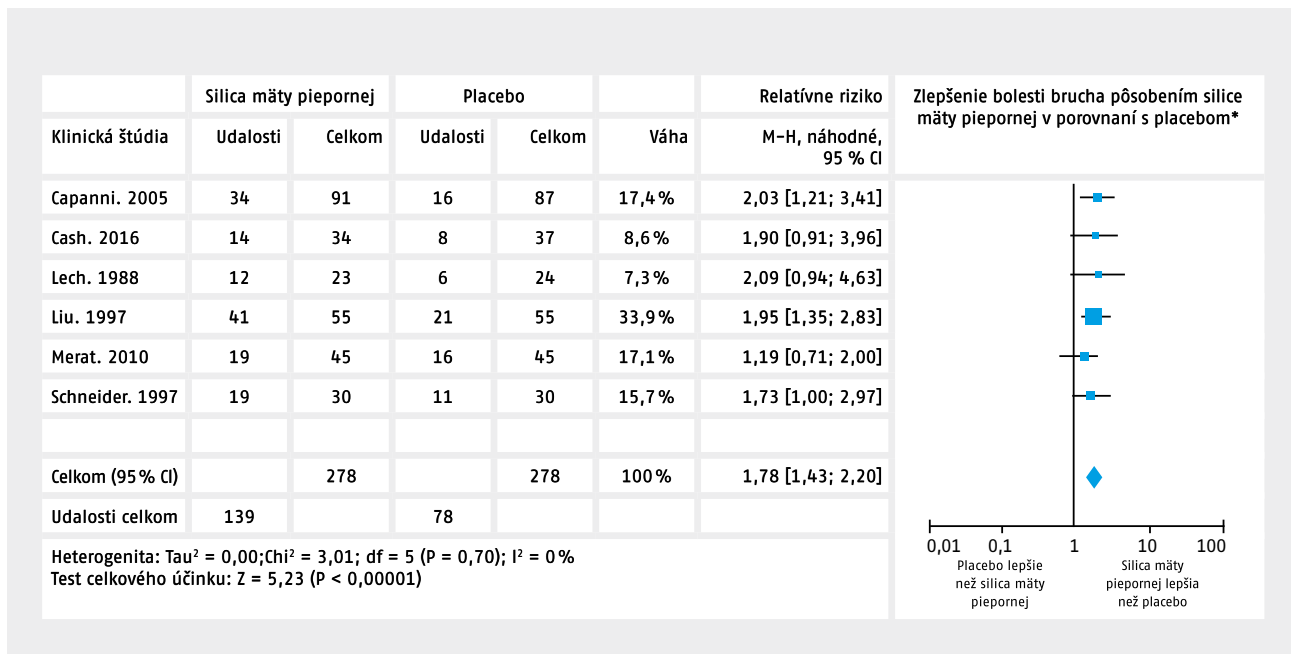 Silica mäty piepornej Placebo Relatívne riziko Zlepšenie bolesti brucha pôsobením silice
mäty piepornej v porovnaní s placebom*
Klinická štúdia Udalosti Celkom Udalosti Celkom Váha M–H, náhodné,
95 % CI
Capanni. 2005 34 91 16 87 17,4 % 2,03 [1,21; 3,41]
Cash. 2016 14 34 8 37 8,6 % 1,90 [0,91; 3,96]
Lech. 1988 12 23 6 24 7,3 % 2,09 [0,94; 4,63]
Liu. 1997 41 55 21 55 33,9 % 1,95 [1,35; 2,83]
Merat. 2010 19 45 16 45 17,1 % 1,19 [0,71; 2,00]
Schneider. 1997 19 30 11 30 15,7 % 1,73 [1,00; 2,97]
Celkom (95 % CI) 278 278 100 % 1,78 [1,43; 2,20]
Udalosti celkom 139 78
Heterogenita: Tau² = 0,00;Chi² = 3,01; df = 5 (P = 0,70); I² = 0 %
Test celkového účinku: Z = 5,23 (P < 0,00001)
0,01 0,1 1 10 100
Placebo lepšie
než silica mäty
piepornej
Silica mäty
piepornej lepšia
než placebo